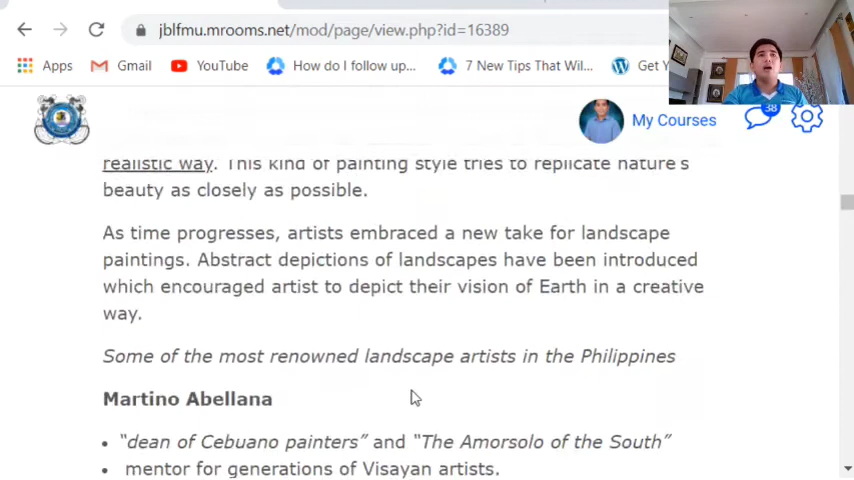 jblfmu.mrooms.net/mod/page/view.php?id=16389
Apps Gmail YouTube How do I follow up... 7 New Tips That Wil... Get Y
My Courses 38
realistic way. This kind of painting style tries to replicate nature's
beauty as closely as possible.
As time progresses, artists embraced a new take for landscape
paintings. Abstract depictions of landscapes have been introduced
which encouraged artist to depict their vision of Earth in a creative
way.
Some of the most renowned landscape artists in the Philippines
Martino Abellana
• "dean of Cebuano painters" and "The Amorsolo of the South"
• mentor for generations of Visayan artists.